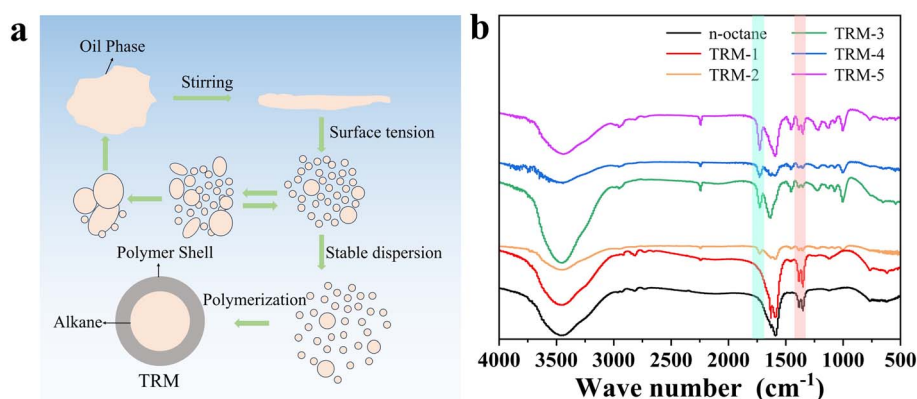 a
Oil Phase
Stirring
Surface tension
Stable dispersion
Polymer Shell
Polymerization
Alkane
TRM
b
n-octane
TRM-1
TRM-2
TRM-3
TRM-4
TRM-5
4000 3500 3000 2500 2000 1500 1000 500
Wave number (cm⁻¹)